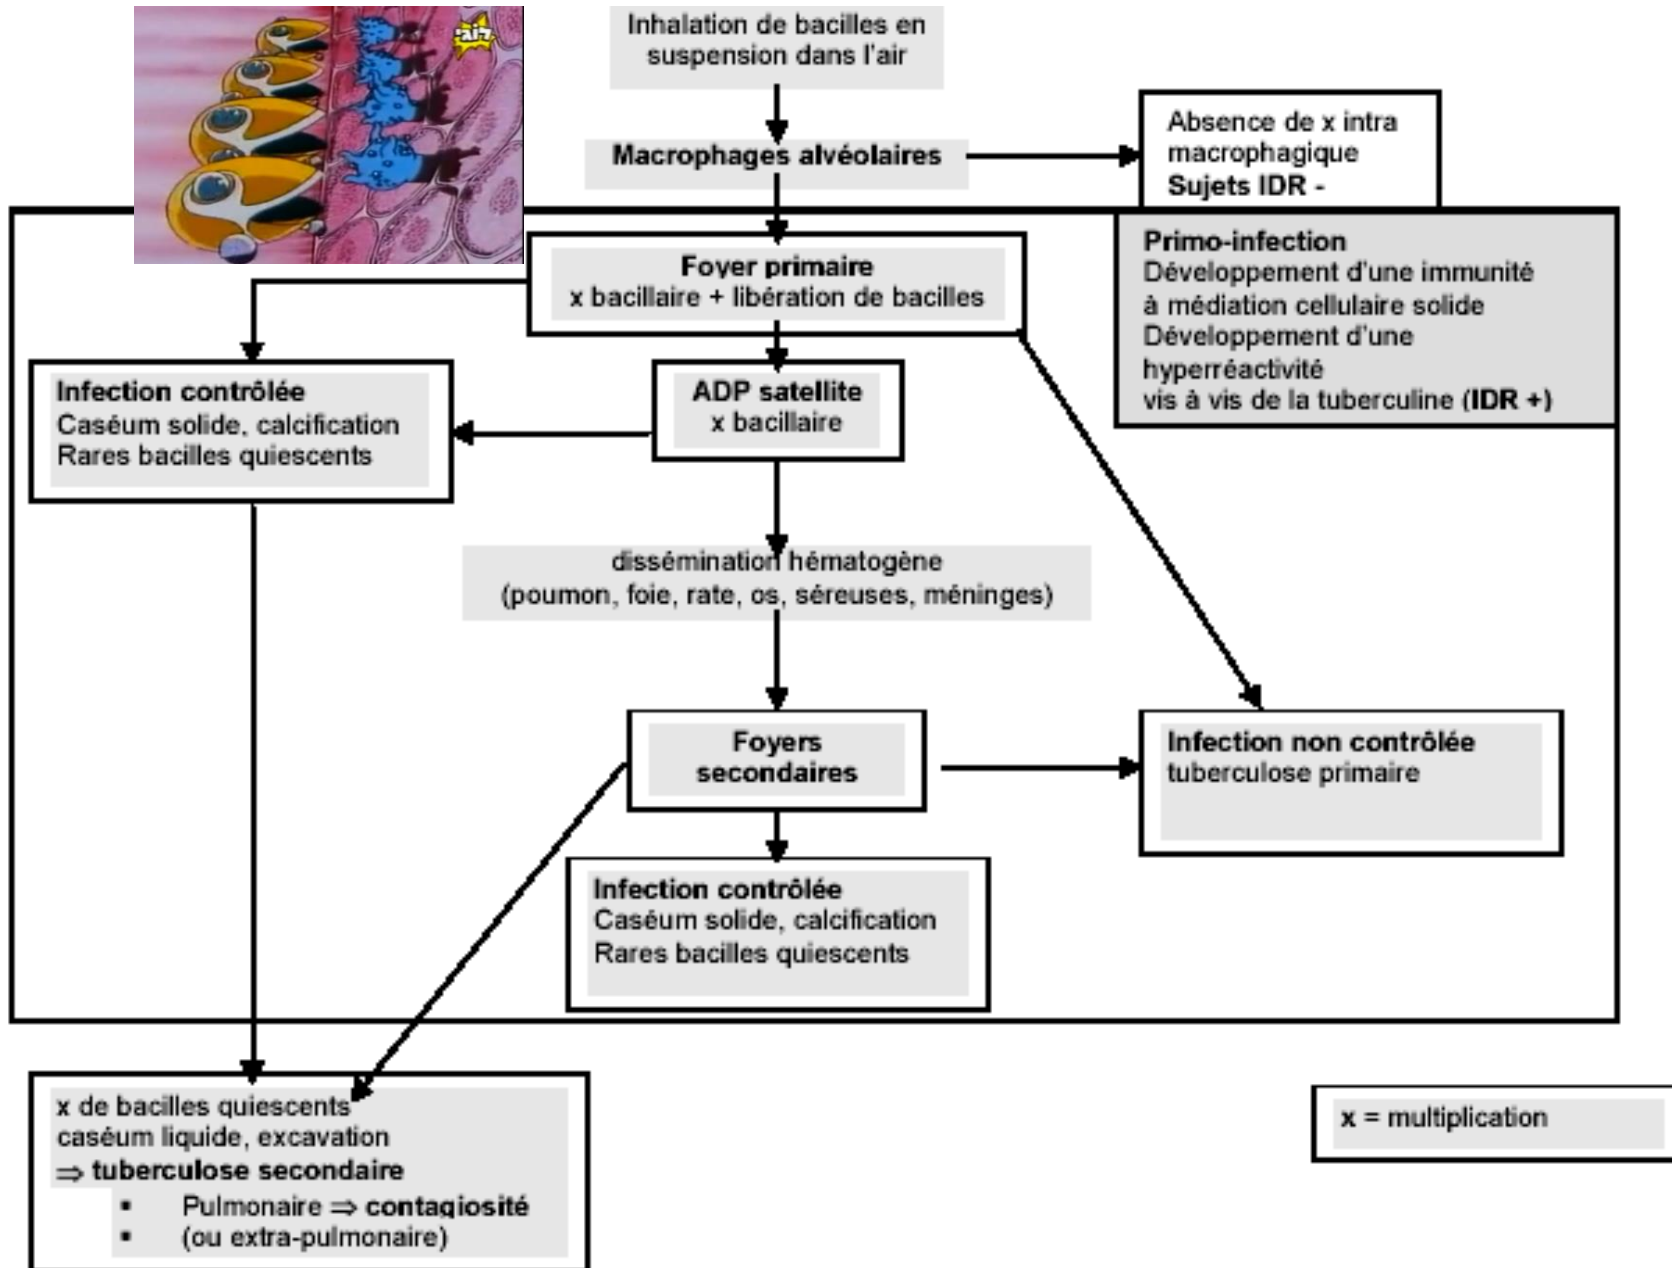 לוגי
Inhalation de bacilles en
suspension dans l'air
Macrophages alvéolaires
Absence de x intra
macrophagique
Sujets IDR -
Primo-infection
Développement d'une immunité
à médiation cellulaire solide
Développement d'une
hyperréactivité
vis à vis de la tuberculine (IDR +)
Foyer primaire
x bacillaire + libération de bacilles
Infection contrôlée
Caséum solide, calcification
Rares bacilles quiescents
ADP satellite
x bacillaire
dissémination hématogène
(poumon, foie, rate, os, séreuses, méninges)
Foyers
secondaires
Infection non contrôlée
tuberculose primaire
Infection contrôlée
Caséum solide, calcification
Rares bacilles quiescents
x de bacilles quiescents
caséum liquide, excavation
⇒ tuberculose secondaire
▪ Pulmonaire ⇒ contagiosité
▪ (ou extra-pulmonaire)
x = multiplication